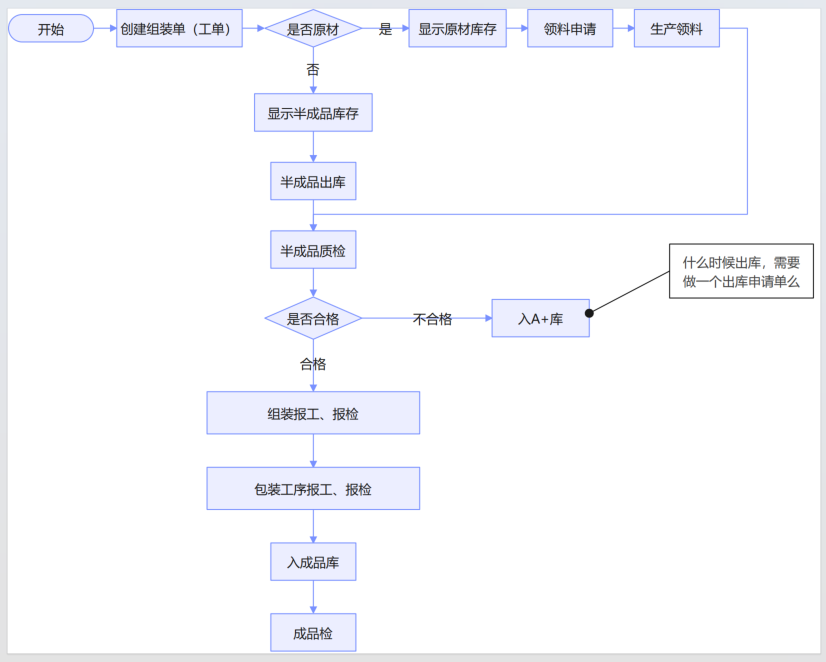 开始
创建组装单（工单）
是否原材
是
显示原材库存
领料申请
生产领料
否
显示半成品库存
半成品出库
半成品质检
什么时候出库，需要
做一个出库申请单么
是否合格
不合格
入A+库
合格
组装报工、报检
包装工序报工、报检
入成品库
成品检